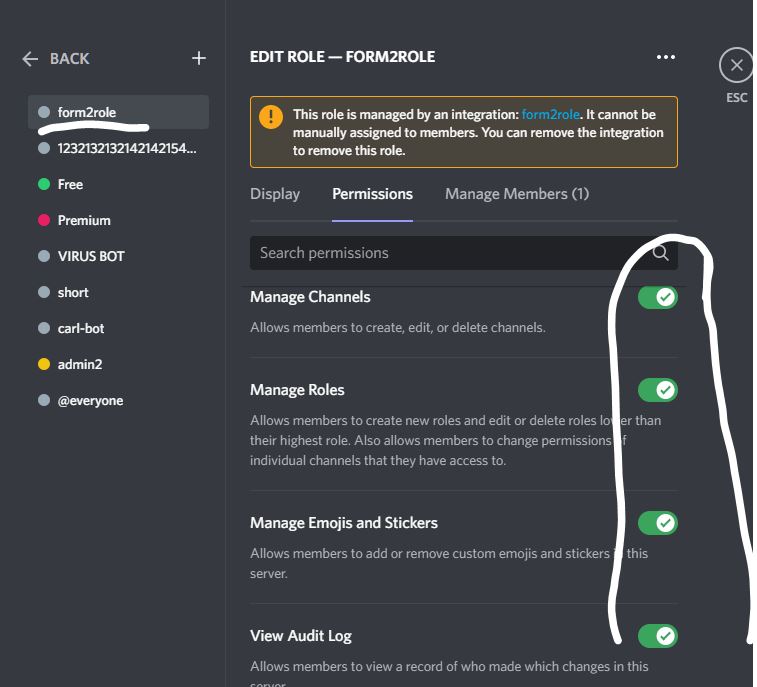 BACK
+
form2role
1232132132142142154...
Free
Premium
VIRUS BOT
short
carl-bot
admin2
@everyone
EDIT ROLE — FORM2ROLE
This role is managed by an integration: form2role. It cannot be
manually assigned to members. You can remove the integration
to remove this role.
Display Permissions Manage Members (1)
Search permissions
Manage Channels
Allows members to create, edit, or delete channels.
Manage Roles
Allows members to create new roles and edit or delete roles lower than
their highest role. Also allows members to change permissions of
individual channels that they have access to.
Manage Emojis and Stickers
Allows members to add or remove custom emojis and stickers in this
server.
View Audit Log
Allows members to view a record of who made which changes in this
server.
ESC